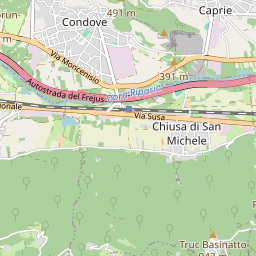 491 m
Condove
Caprie
Via Moncenisio
391 m
Autostrada del Frejus
Dora Riparia
Via Susa
Chiusa di San
Michele
Truc Basinatto